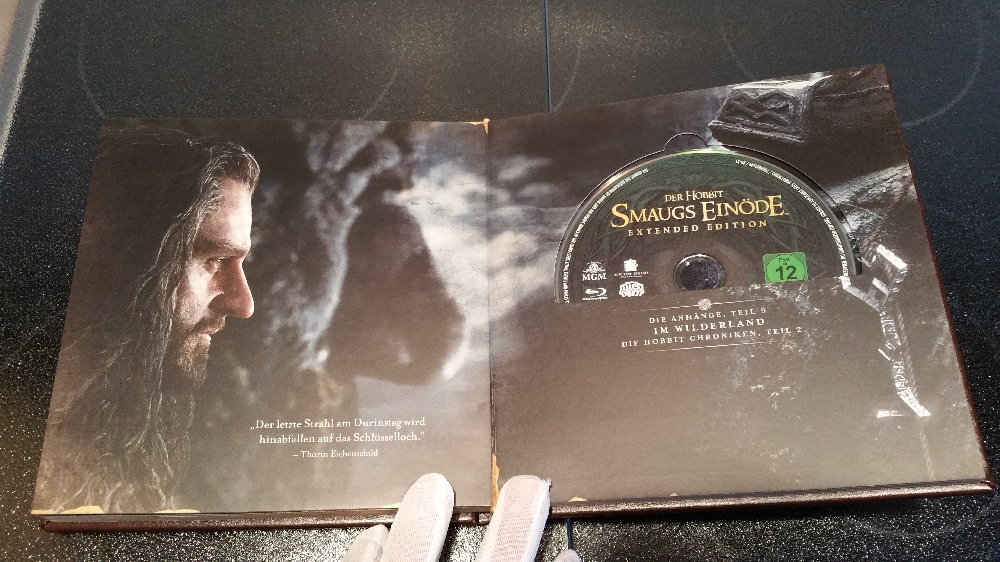 „Der letzte Strahl am Durinstag wird
hinabfallen auf das Schlüsselloch."
– Thorin Eichenschild
DER HOBBIT
SMAUGS EINÖDE
EXTENDED EDITION
MGM
12
DIE ANHÄNGE, TEIL 9
IM WILDERLAND
DIE HOBBIT CHRONIKEN, TEIL 2